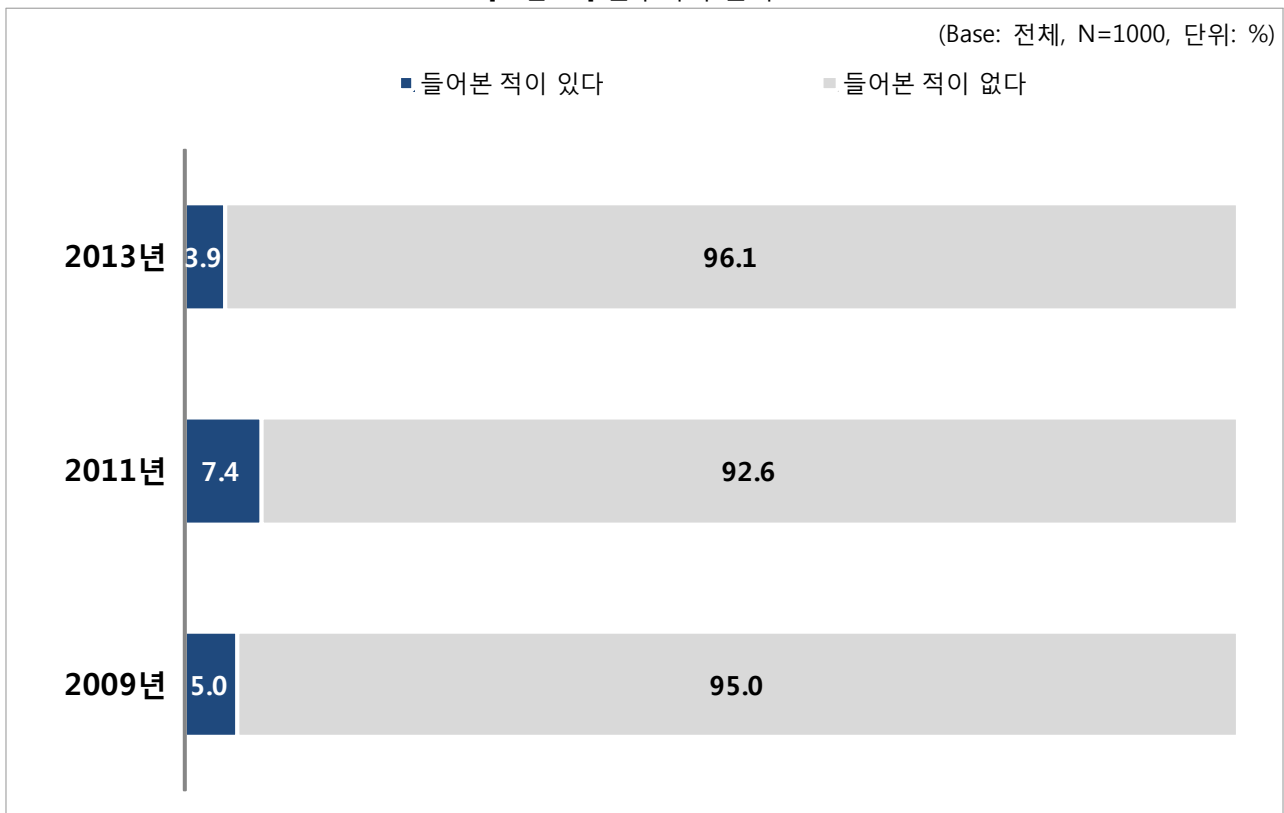 (Base: 전체, N=1000, 단위: %)
들어본 적이 있다 들어본 적이 없다
2013년 3.9 96.1
2011년 7.4 92.6
2009년 5.0 95.0